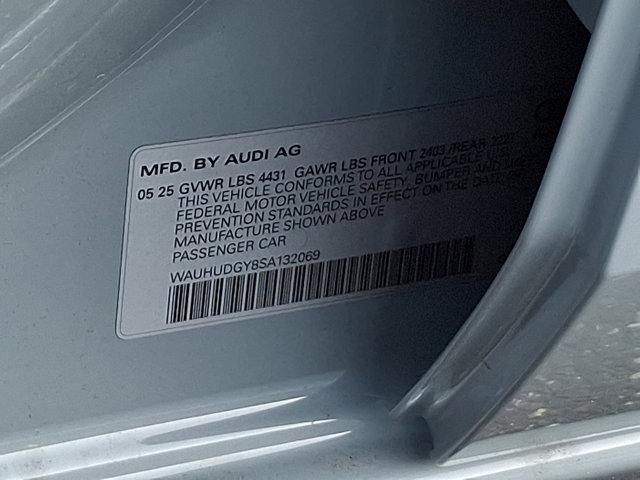 MFD. BY AUDI AG
05 25 GVWR LBS 4431 GAWR LBS FRONT 2403 /REAR
THIS VEHICLE CONFORMS TO ALL APPLICABLE
FEDERAL MOTOR VEHICLE SAFETY, BUMPER AND
PREVENTION STANDARDS IN EFFECT ON THE DATE
MANUFACTURE SHOWN ABOVE
PASSENGER CAR
WAUHUDGY8SA132069